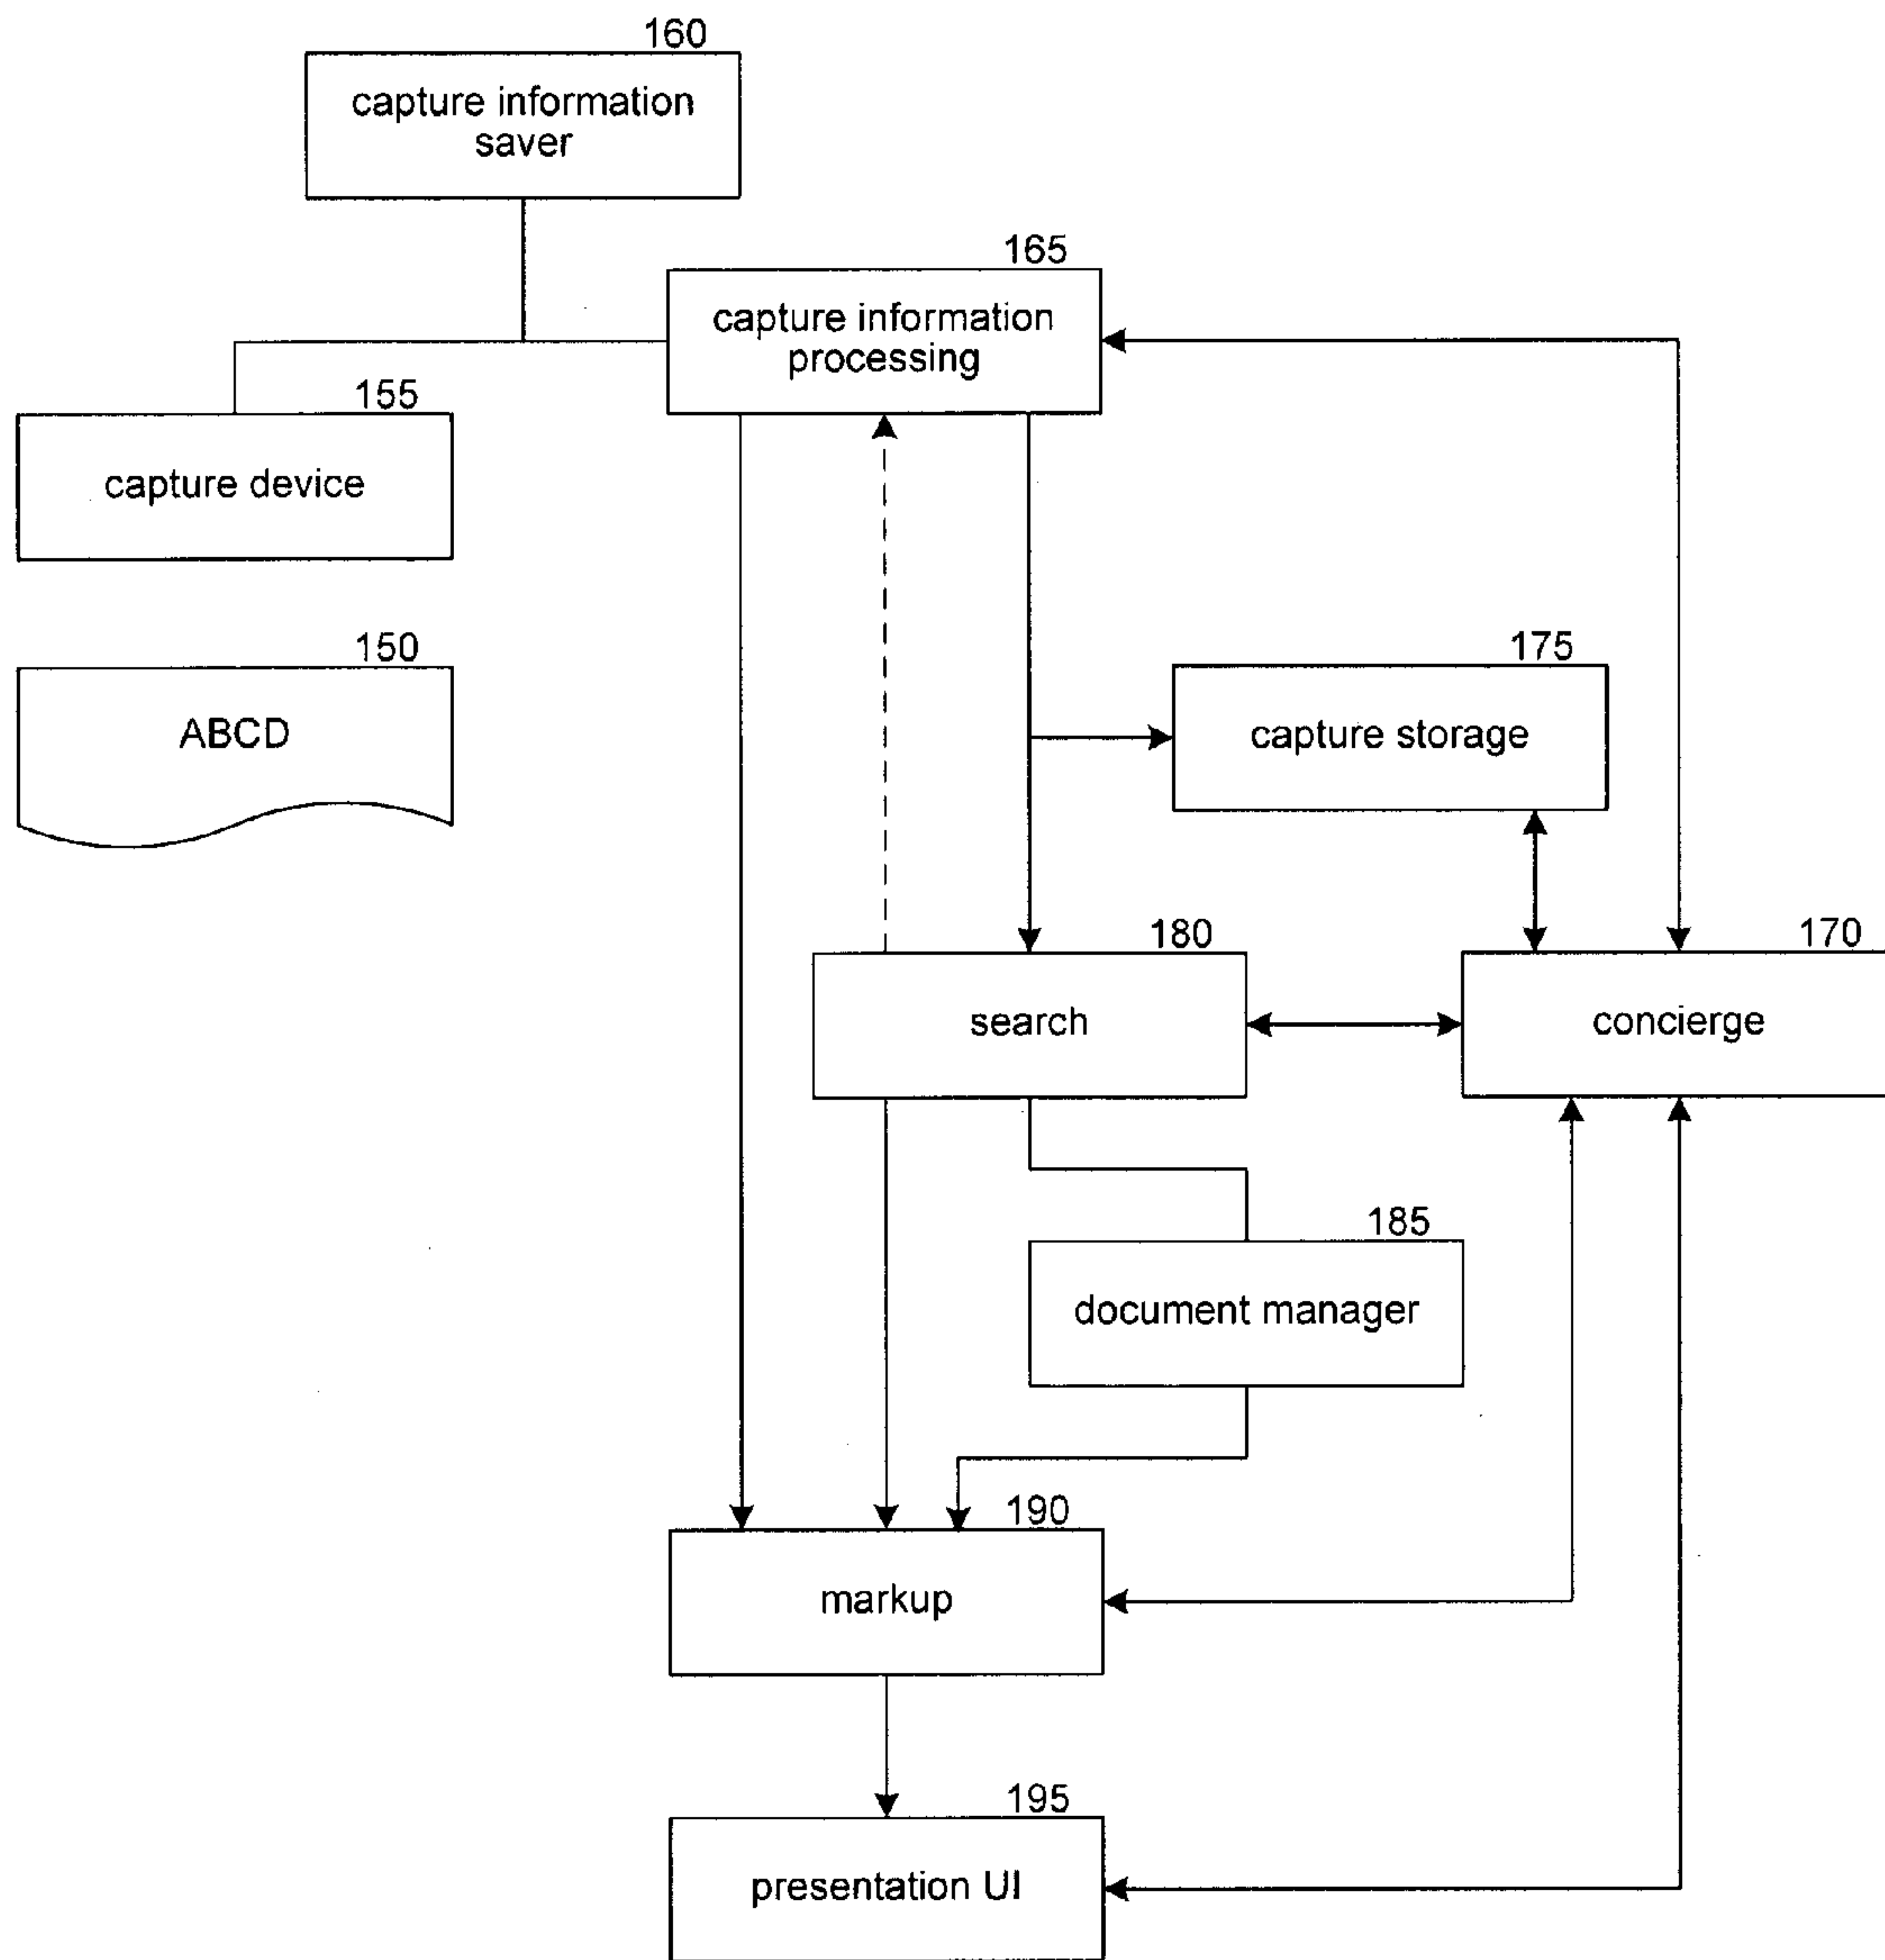 160
capture information
saver
165
capture information
processing
155
capture device
150
ABCD
175
capture storage
180
search
170
concierge
185
document manager
190
markup
195
presentation UI